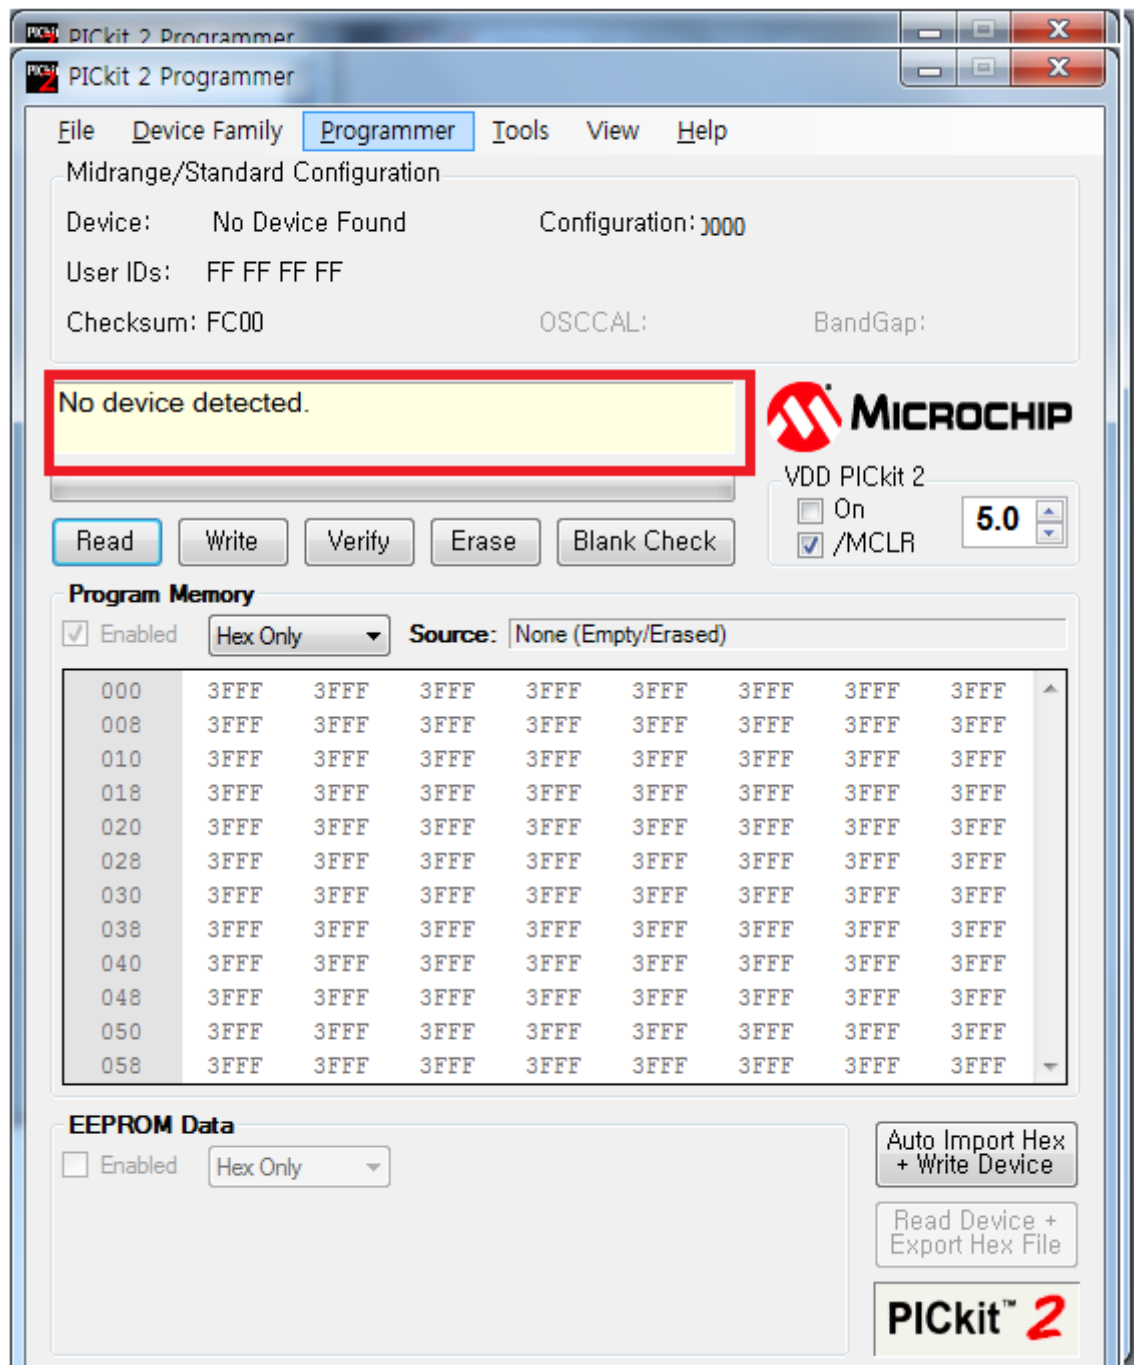 PICkit 2 Programmer
PICkit 2 Programmer
File Device Family Programmer Tools View Help
Midrange/Standard Configuration
Device: No Device Found Configuration: 0000
User IDs: FF FF FF FF
Checksum: FC00 OSCCAL: BandGap:
No device detected.
MICROCHIP
VDD PICkit 2
On
/MCLR
5.0
Read Write Verify Erase Blank Check
Program Memory
Enabled Hex Only Source: None (Empty/Erased)
000 3FFF 3FFF 3FFF 3FFF 3FFF 3FFF 3FFF 3FFF
008 3FFF 3FFF 3FFF 3FFF 3FFF 3FFF 3FFF 3FFF
010 3FFF 3FFF 3FFF 3FFF 3FFF 3FFF 3FFF 3FFF
018 3FFF 3FFF 3FFF 3FFF 3FFF 3FFF 3FFF 3FFF
020 3FFF 3FFF 3FFF 3FFF 3FFF 3FFF 3FFF 3FFF
028 3FFF 3FFF 3FFF 3FFF 3FFF 3FFF 3FFF 3FFF
030 3FFF 3FFF 3FFF 3FFF 3FFF 3FFF 3FFF 3FFF
038 3FFF 3FFF 3FFF 3FFF 3FFF 3FFF 3FFF 3FFF
040 3FFF 3FFF 3FFF 3FFF 3FFF 3FFF 3FFF 3FFF
048 3FFF 3FFF 3FFF 3FFF 3FFF 3FFF 3FFF 3FFF
050 3FFF 3FFF 3FFF 3FFF 3FFF 3FFF 3FFF 3FFF
058 3FFF 3FFF 3FFF 3FFF 3FFF 3FFF 3FFF 3FFF
EEPROM Data
Enabled Hex Only
Auto Import Hex
+ Write Device
Read Device +
Export Hex File
PICkit™ 2